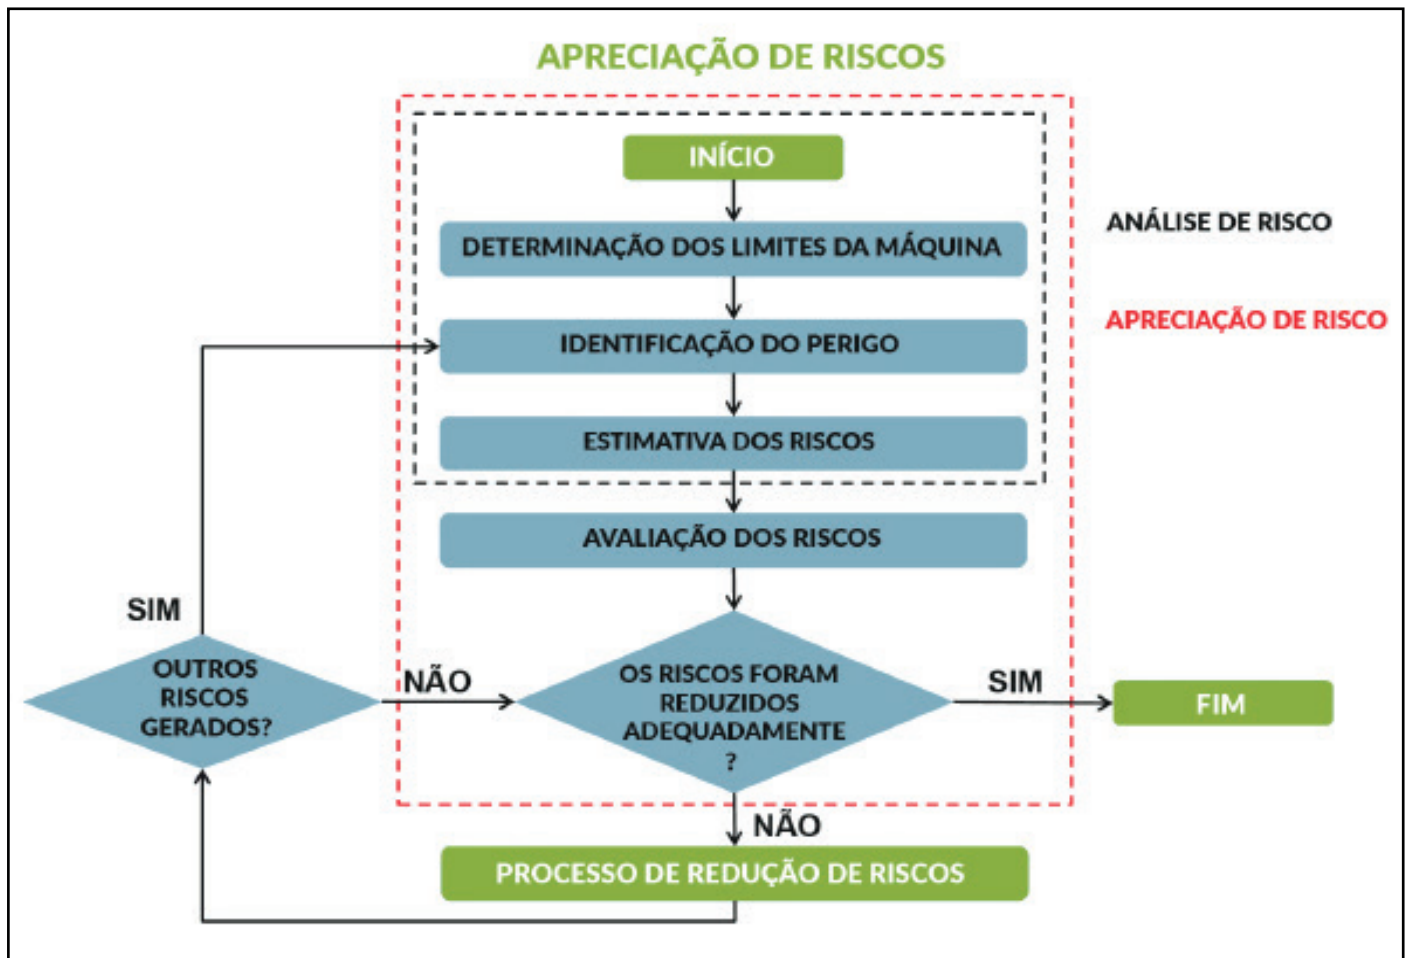 APRECIAÇÃO DE RISCOS
INÍCIO
DETERMINAÇÃO DOS LIMITES DA MÁQUINA
ANÁLISE DE RISCO
APRECIAÇÃO DE RISCO
IDENTIFICAÇÃO DO PERIGO
ESTIMATIVA DOS RISCOS
AVALIAÇÃO DOS RISCOS
SIM
OUTROS
RISCOS
GERADOS?
NÃO
OS RISCOS FORAM
REDUZIDOS
ADEQUADAMENTE
?
SIM
FIM
NÃO
PROCESSO DE REDUÇÃO DE RISCOS